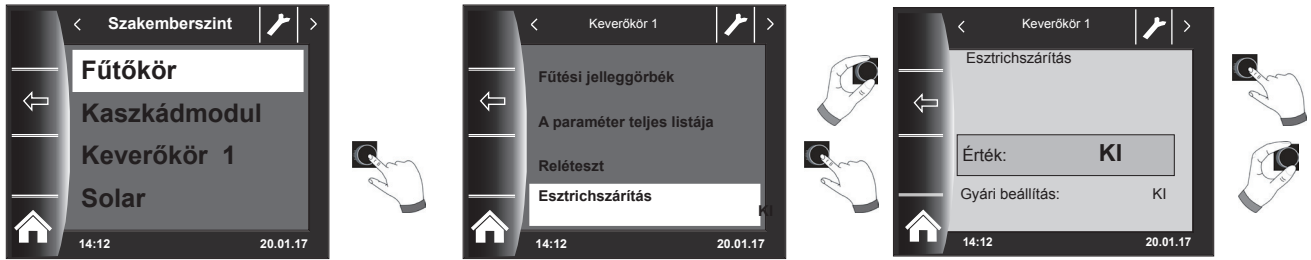 Szakemberszint
Fűtőkör
Kaszkádmodul
Keverőkör 1
Solar
14:12 20.01.17
Keverőkör 1
Fűtési jelleggörbék
A paraméter teljes listája
Reléteszt
Esztrichszárítás
KI
14:12 20.01.17
Keverőkör 1
Esztrichszárítás
Érték: KI
Gyári beállítás: KI
14:12 20.01.17